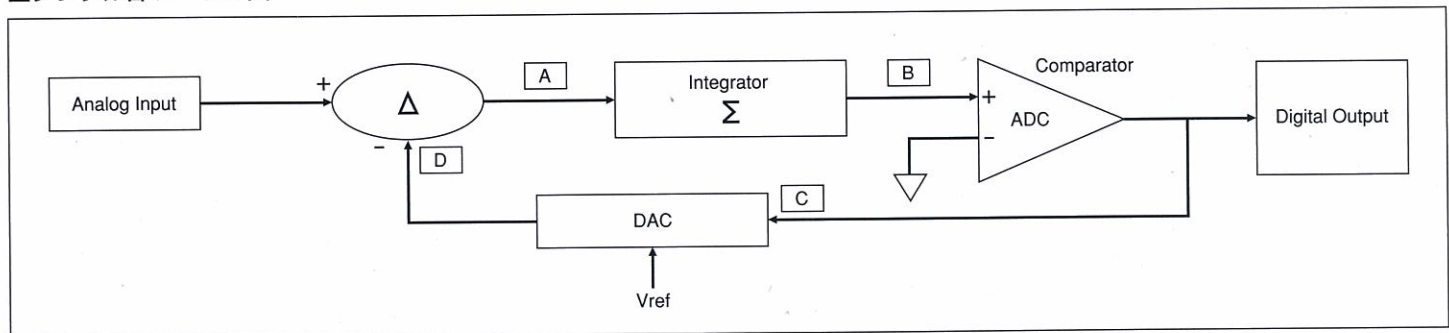 Analog Input
+
Δ
−
A
Integrator
Σ
B
Comparator
+
ADC
−
Digital Output
D
C
DAC
Vref